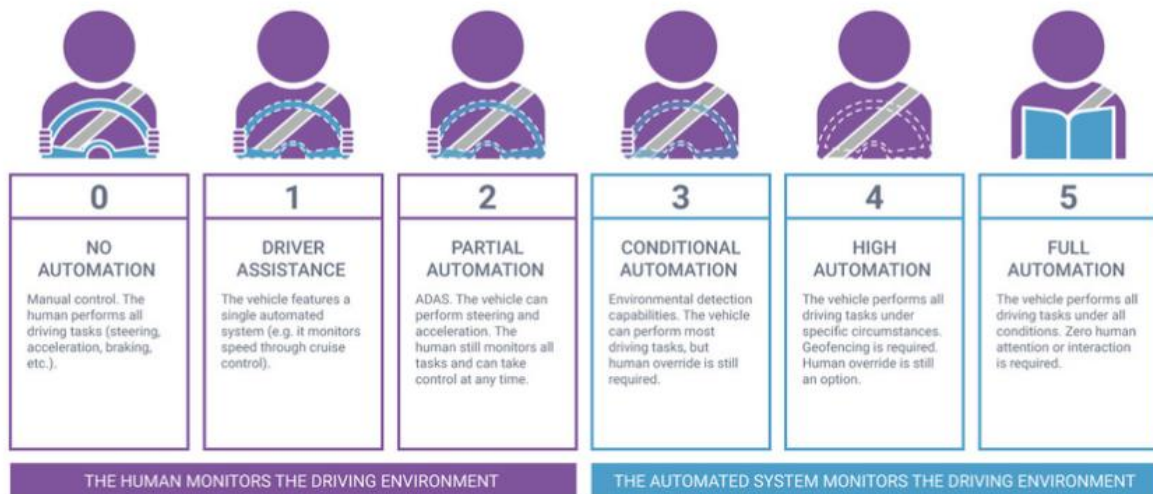 0
NO
AUTOMATION
Manual control. The
human performs all
driving tasks (steering,
acceleration, braking,
etc.).
1
DRIVER
ASSISTANCE
The vehicle features a
single automated
system (e.g. it monitors
speed through cruise
control).
2
PARTIAL
AUTOMATION
ADAS. The vehicle can
perform steering and
acceleration. The
human still monitors all
tasks and can take
control at any time.
3
CONDITIONAL
AUTOMATION
Environmental detection
capabilities. The vehicle
can perform most
driving tasks, but
human override is still
required.
4
HIGH
AUTOMATION
The vehicle performs all
driving tasks under
specific circumstances.
Geofencing is required.
Human override is still
an option.
5
FULL
AUTOMATION
The vehicle performs all
driving tasks under all
conditions. Zero human
attention or interaction
is required.
THE HUMAN MONITORS THE DRIVING ENVIRONMENT
THE AUTOMATED SYSTEM MONITORS THE DRIVING ENVIRONMENT